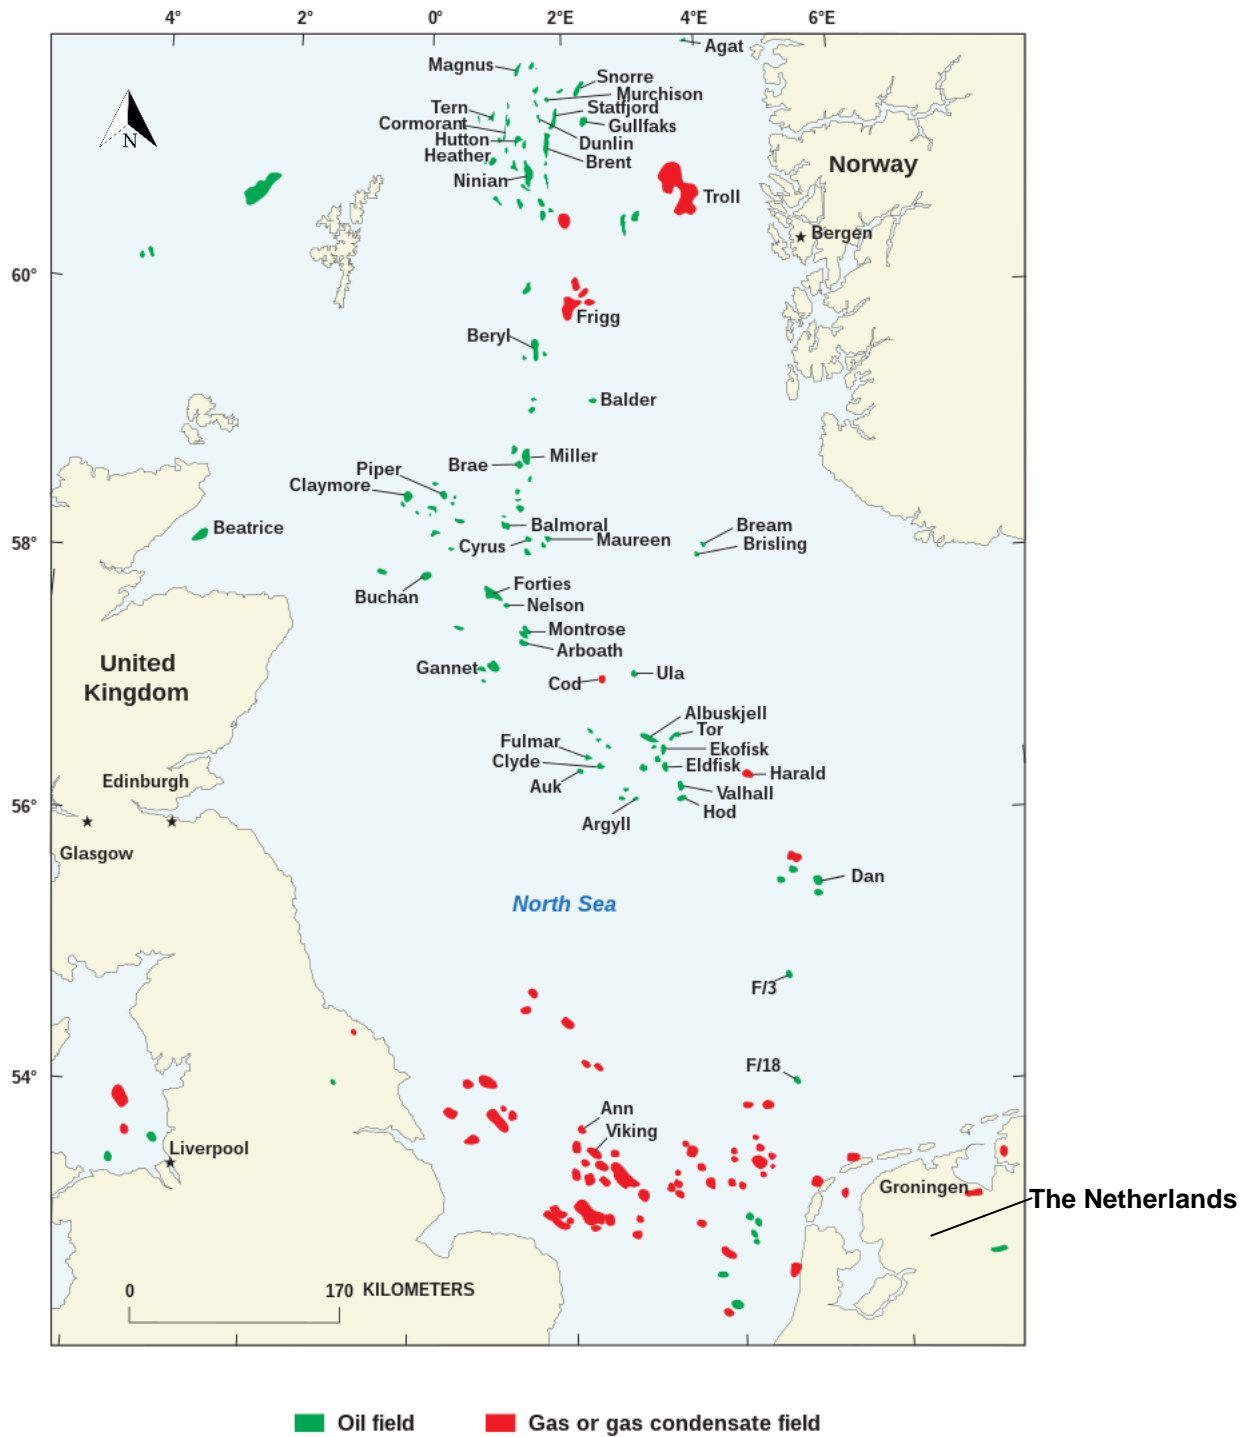 4°
2°
0°
2°E
4°E
6°E
Agat
Magnus
Snorre
Murchison
Tern
Statfjord
Cormorant
Gullfaks
Hutton
Dunlin
Heather
Brent
Ninian
Norway
Troll
N
Bergen
60°
Frigg
Beryl
Balder
Miller
Brae
Piper
Claymore
Beatrice
Balmoral
Bream
Cyrus
Maureen
Brisling
58°
Forties
Buchan
Nelson
Montrose
Arboath
United
Kingdom
Gannet
Ula
Cod
Albuskjell
Tor
Fulmar
Ekofisk
Clyde
Eldfisk
Harald
Auk
Valhall
Hod
Argyll
Edinburgh
56°
Glasgow
Dan
North Sea
F/3
F/18
54°
Ann
Viking
Liverpool
Groningen
The Netherlands
0 170 KILOMETERS
Oil field
Gas or gas condensate field